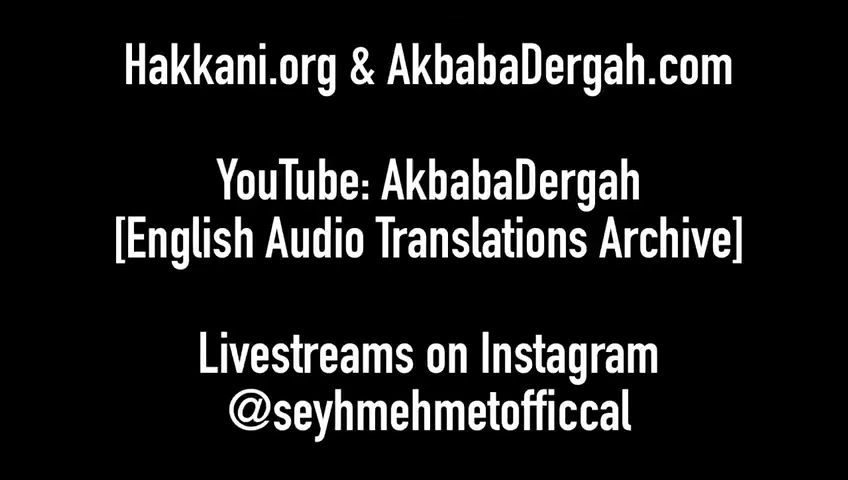 Hakkani.org & AkbabaDergah.com
YouTube: AkbabaDergah
[English Audio Translations Archive]
Livestreams on Instagram
@seyhmehmetofficcal